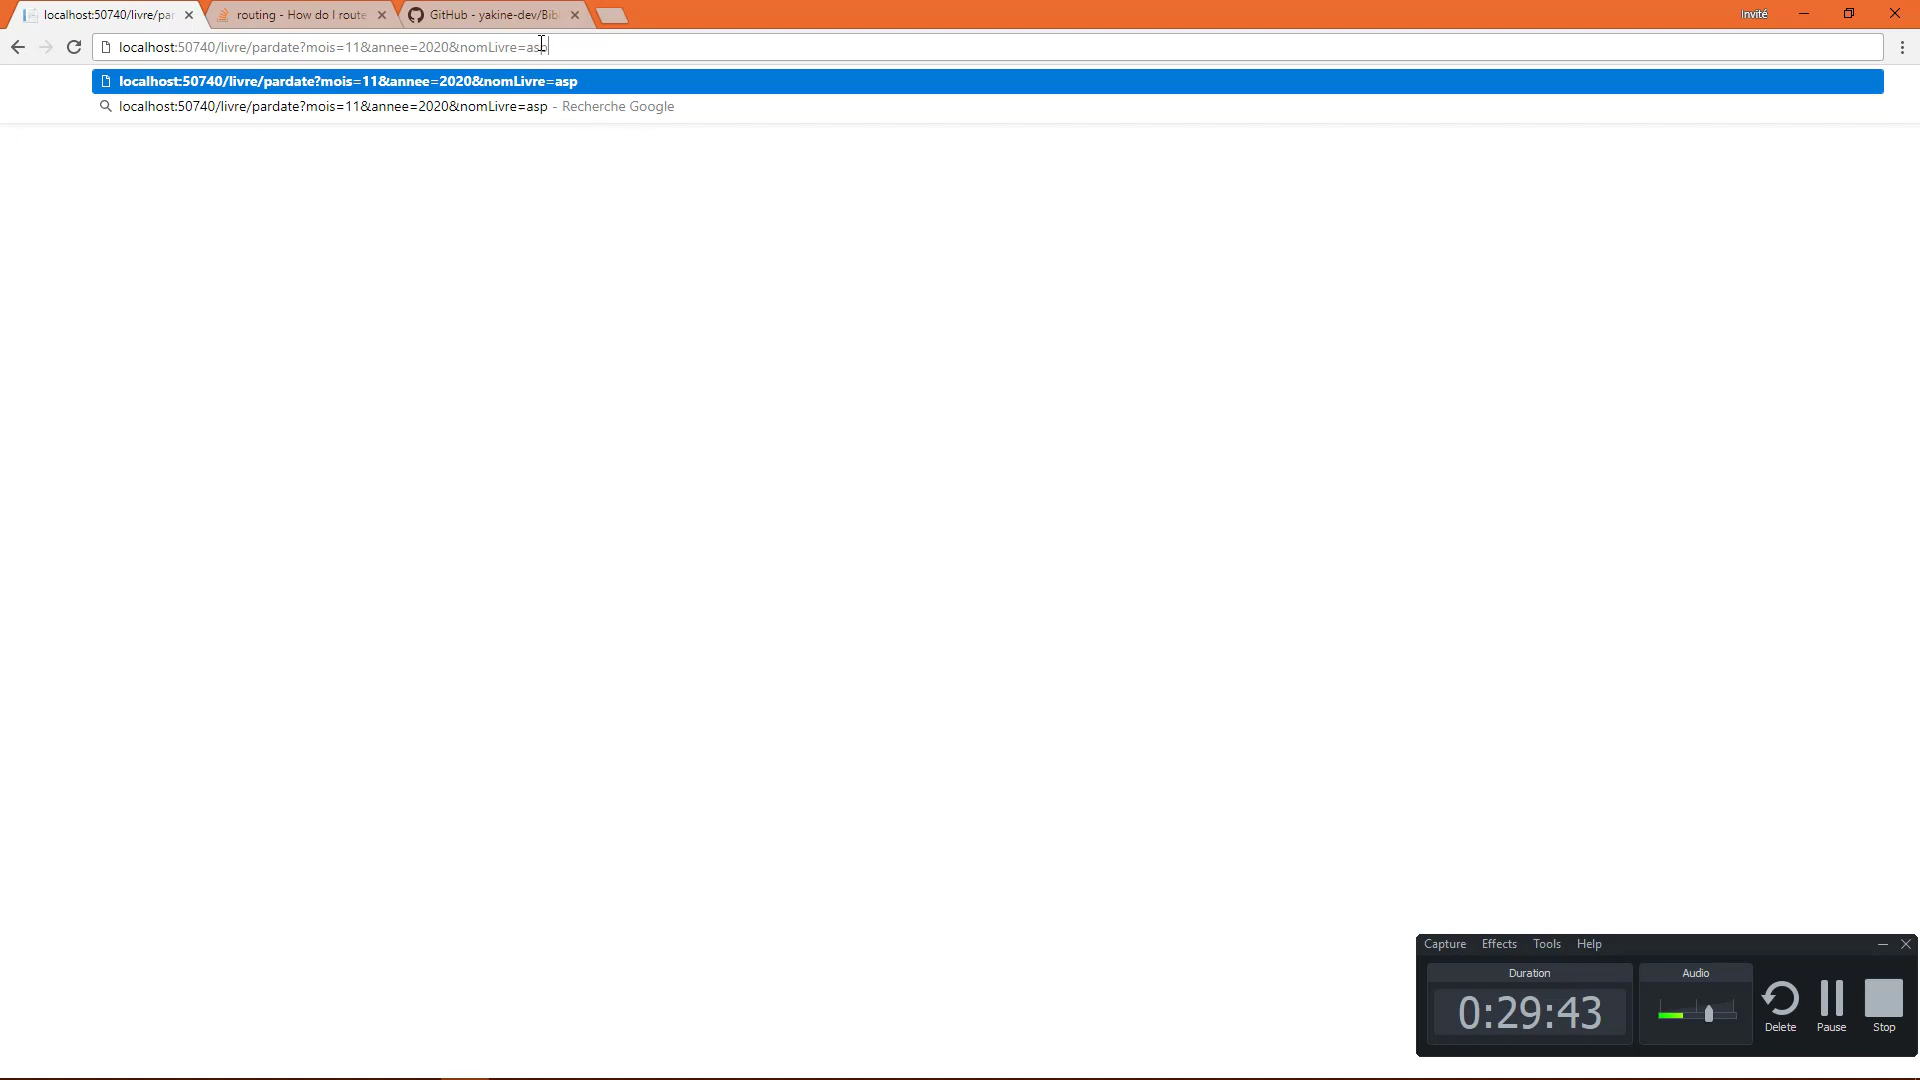 localhost:50740/livre/par
routing - How do I route
GitHub - yakine-dev/Bib
Invité
localhost:50740/livre/pardate?mois=11&annee=2020&nomLivre=asp
localhost:50740/livre/pardate?mois=11&annee=2020&nomLivre=asp
localhost:50740/livre/pardate?mois=11&annee=2020&nomLivre=asp - Recherche Google
Capture Effects Tools Help
Duration Audio
0:29:43
Delete Pause Stop